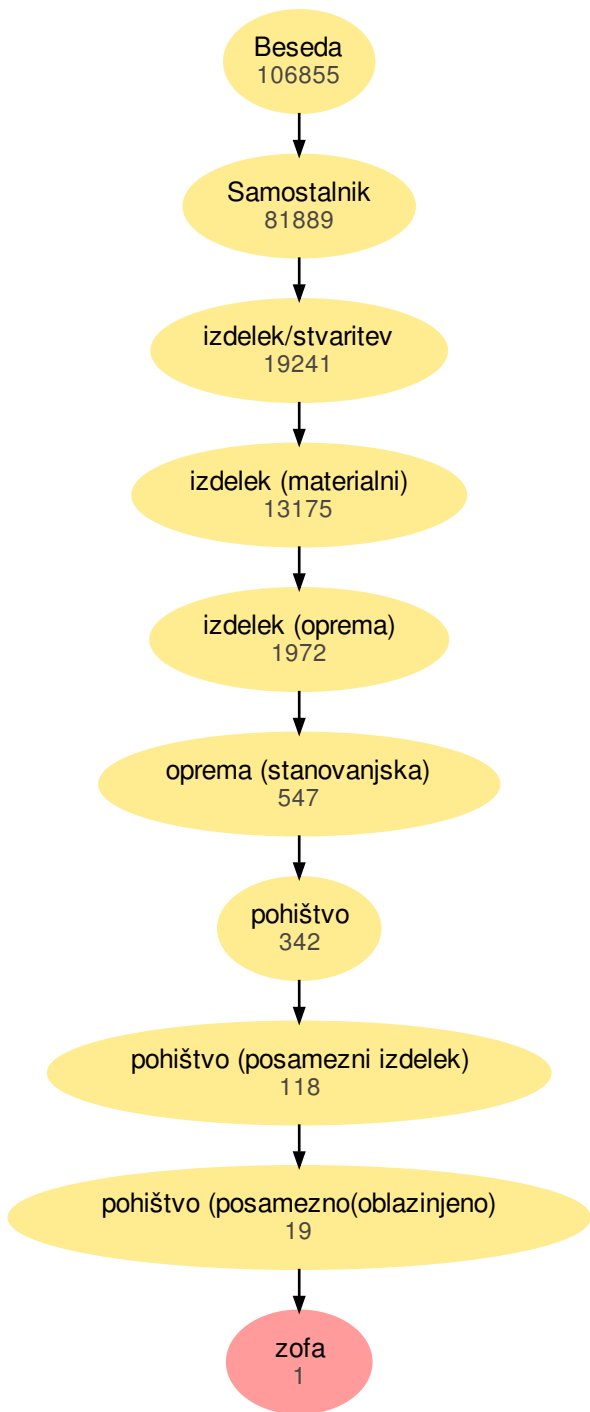 Beseda
106855
Samostalnik
81889
izdelek/stvaritev
19241
izdelek (materialni)
13175
izdelek (oprema)
1972
oprema (stanovanjska)
547
pohištvo
342
pohištvo (posamezni izdelek)
118
pohištvo (posamezno(oblazinjeno)
19
zofa
1